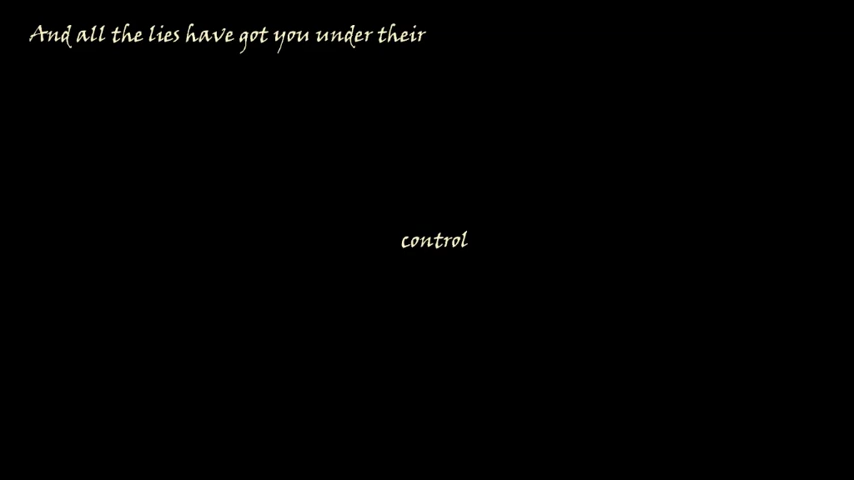 And all the lies have got you under their
control